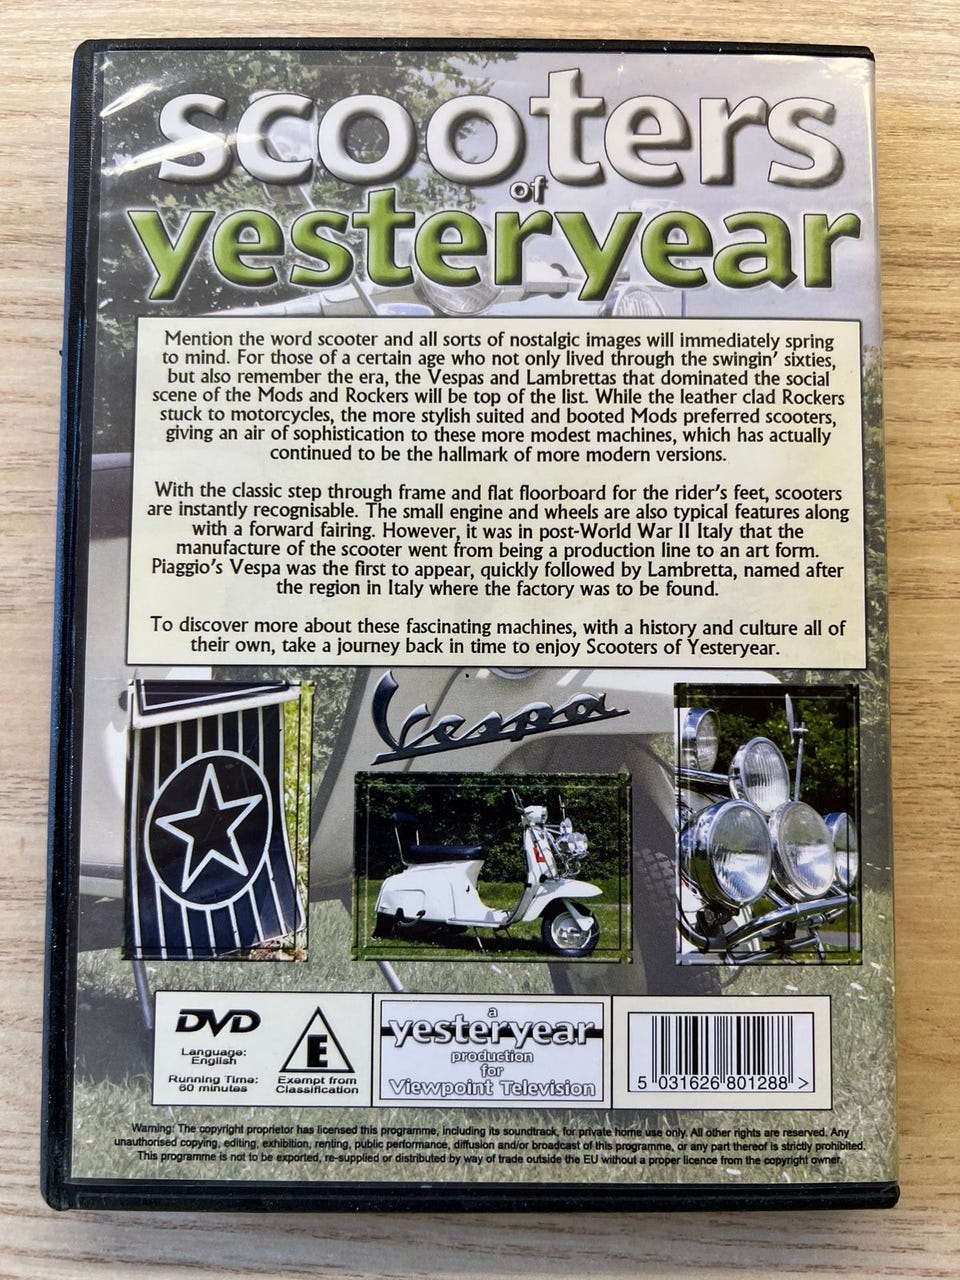 scooters
of
yesteryear
Mention the word scooter and all sorts of nostalgic images will immediately spring
to mind. For those of a certain age who not only lived through the swingin' sixties,
but also remember the era, the Vespas and Lambrettas that dominated the social
scene of the Mods and Rockers will be top of the list. While the leather clad Rockers
stuck to motorcycles, the more stylish suited and booted Mods preferred scooters,
giving an air of sophistication to these more modest machines, which has actually
continued to be the hallmark of more modern versions.
With the classic step through frame and flat floorboard for the rider's feet, scooters
are instantly recognisable. The small engine and wheels are also typical features along
with a forward fairing. However, it was in post-World War II Italy that the
manufacture of the scooter went from being a production line to an art form.
Piaggio's Vespa was the first to appear, quickly followed by Lambretta, named after
the region in Italy where the factory was to be found.
To discover more about these fascinating machines, with a history and culture all of
their own, take a journey back in time to enjoy Scooters of Yesteryear.
Vespa
DVD
Language:
English
Running Time:
60 minutes
E
Exempt from
Classification
a
yesteryear
production
for
Viewpoint Television
5 031626 801288 >
Warning: The copyright proprietor has licensed this programme, including its soundtrack, for private home use only. All other rights are reserved. Any
unauthorised copying, editing, exhibition, renting, public performance, diffusion and/or broadcast of this programme, or any part thereof is strictly prohibited.
This programme is not to be exported, re-supplied or distributed by way of trade outside the EU without a proper licence from the copyright owner.